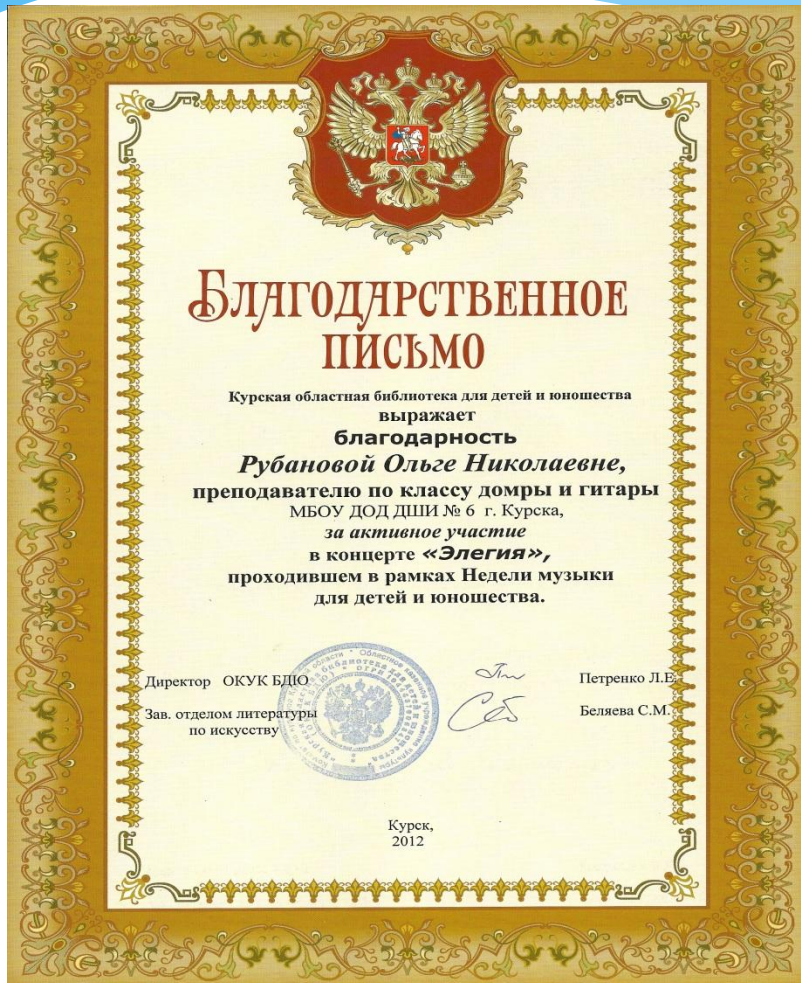 БЛАГОДАРСТВЕННОЕ
ПИСЬМО
Курская областная библиотека для детей и юношества
выражает
благодарность
Рубановой Ольге Николаевне,
преподавателю по классу домры и гитары
МБОУ ДОД ДШИ № 6 г. Курска,
за активное участие
в концерте «Элегия»,
проходившем в рамках Недели музыки
для детей и юношества.
Директор ОКУК БДЮ Петренко Л.Е.
Зав. отделом литературы Беляева С.М.
по искусству
Курск,
2012